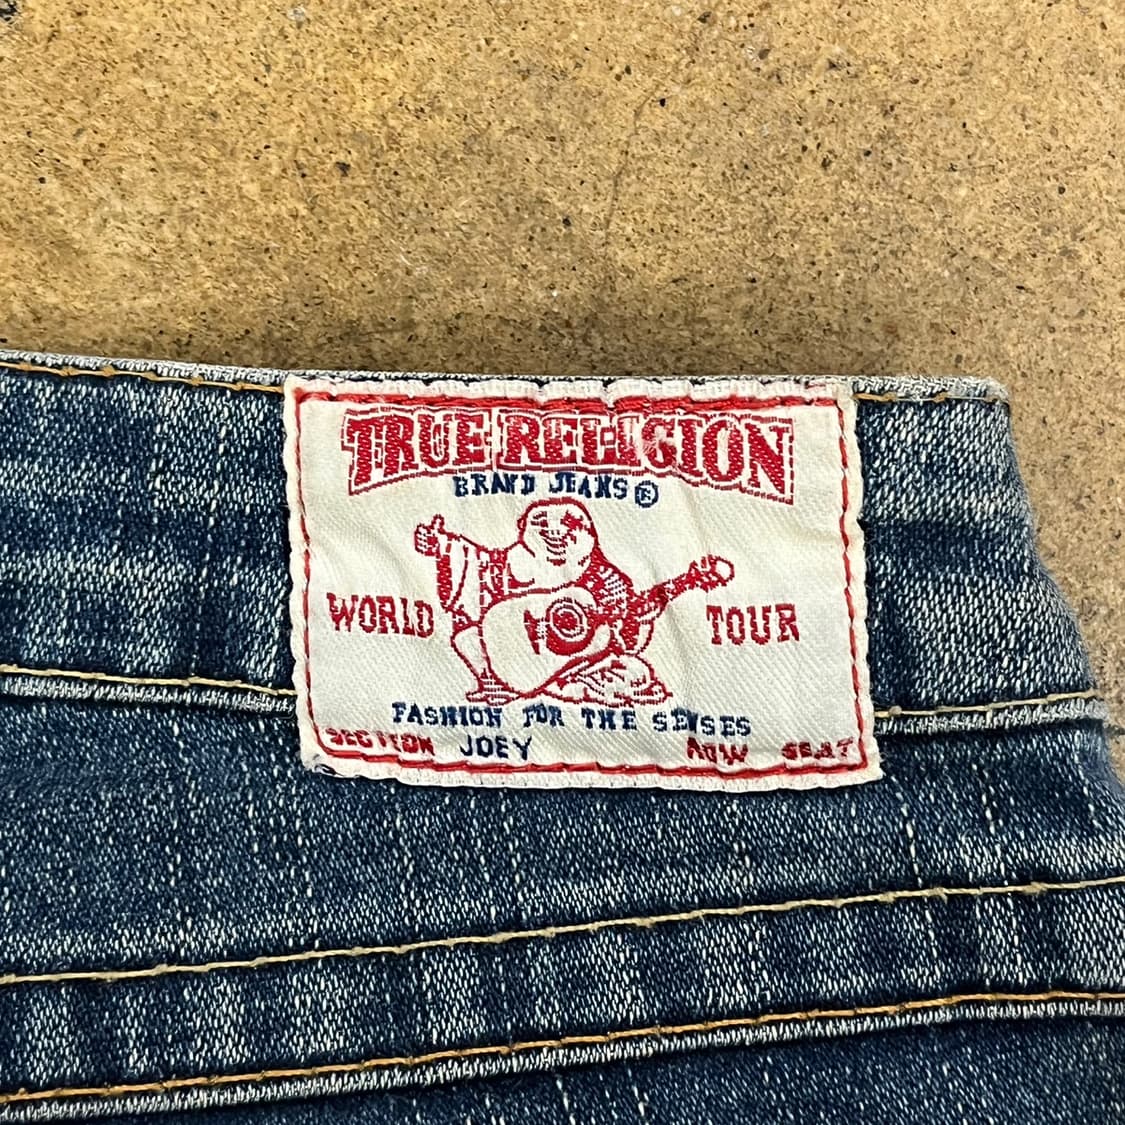 TRUE RELIGION
BRAND JEANS ®
WORLD TOUR
FASHION FOR THE SENSES
SECTION JOEY ROW SEAT